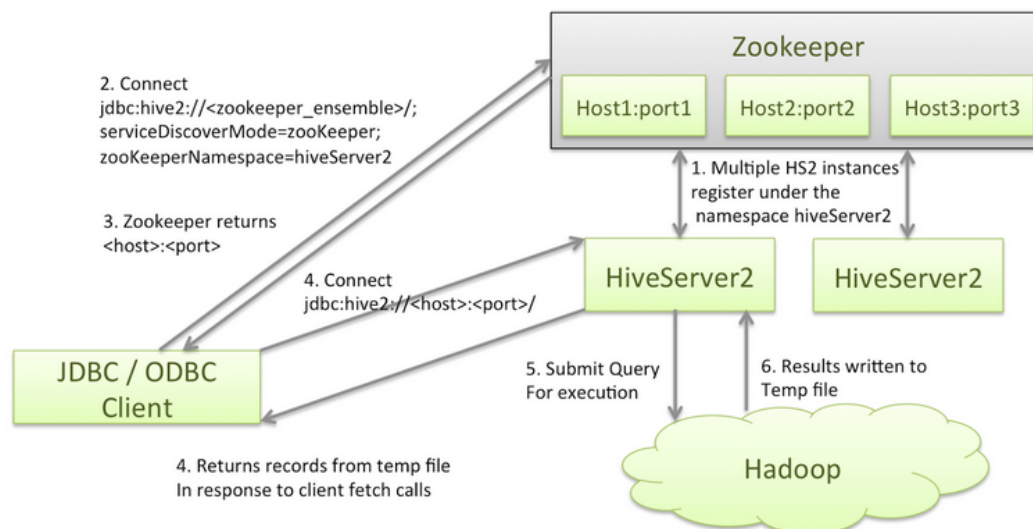 Zookeeper
Host1:port1
Host2:port2
Host3:port3
2. Connect
jdbc:hive2://<zookeeper_ensemble>/;
serviceDiscoverMode=zooKeeper;
zooKeeperNamespace=hiveServer2
1. Multiple HS2 instances
register under the
namespace hiveServer2
3. Zookeeper returns
<host>:<port>
4. Connect
jdbc:hive2://<host>:<port>/
HiveServer2
HiveServer2
JDBC / ODBC
Client
5. Submit Query
For execution
6. Results written to
Temp file
4. Returns records from temp file
In response to client fetch calls
Hadoop